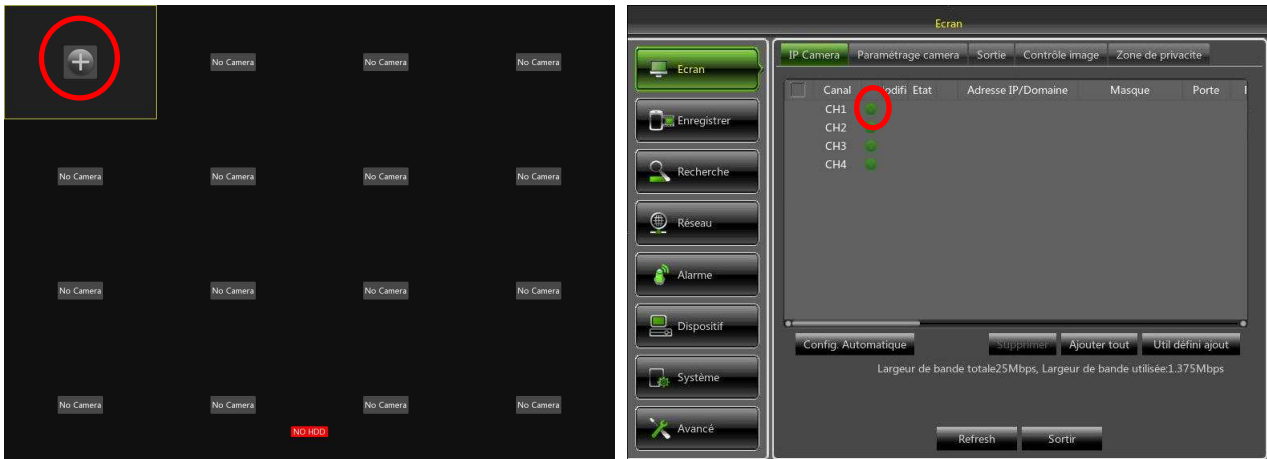 No Camera No Camera No Camera
No Camera No Camera No Camera No Camera
No Camera No Camera No Camera No Camera
No Camera No Camera No Camera No Camera
NO HDD
Ecran
Ecran
Enregistrer
Recherche
Réseau
Alarme
Dispositif
Système
Avancé
IP Camera Paramétrage camera Sortie Contrôle image Zone de privacite
Canal Etat Adresse IP/Domaine Masque Porte
CH1
CH2
CH3
CH4
Config. Automatique Supprimer Ajouter tout Util défini ajout
Largeur de bande totale25Mbps, Largeur de bande utilisée:1.375Mbps
Refresh Sortir